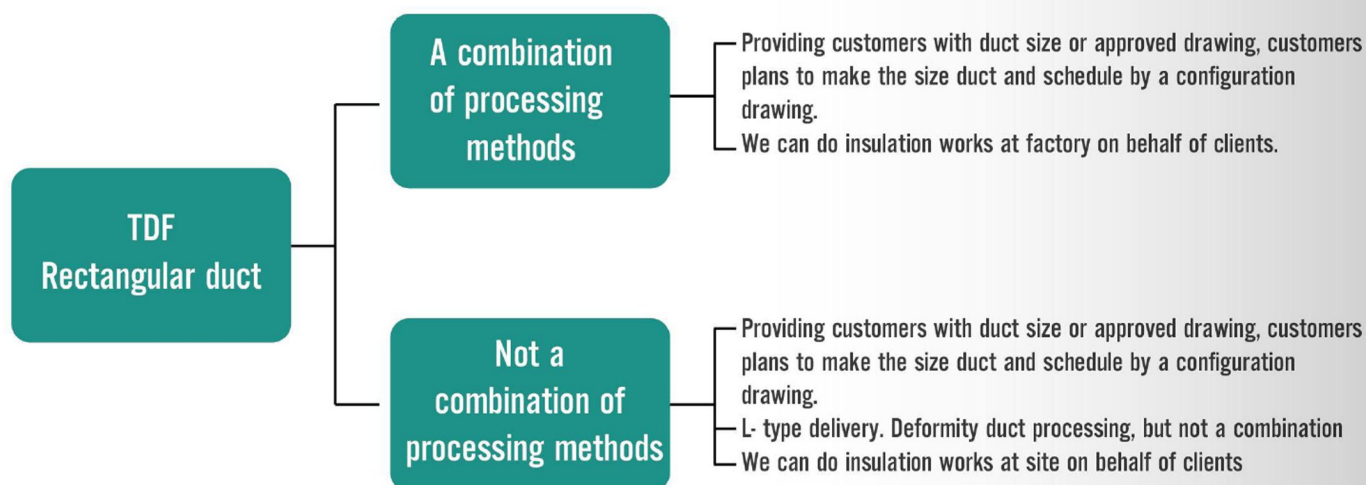 TDF
Rectangular duct
A combination
of processing
methods
Providing customers with duct size or approved drawing, customers
plans to make the size duct and schedule by a configuration
drawing.
We can do insulation works at factory on behalf of clients.
Not a
combination of
processing methods
Providing customers with duct size or approved drawing, customers
plans to make the size duct and schedule by a configuration
drawing.
L- type delivery. Deformity duct processing, but not a combination
We can do insulation works at site on behalf of clients